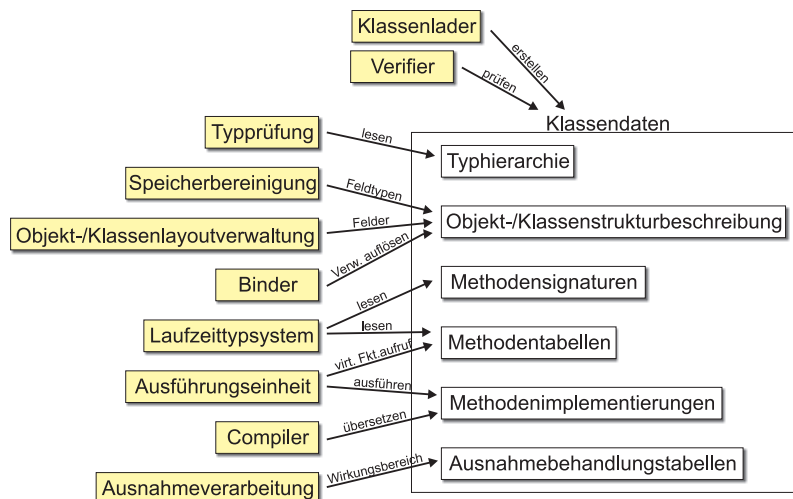 Klassenlader
erstellen
Verifier
prüfen
Klassendaten
Typprüfung
lesen
Typhierarchie
Speicherbereinigung
Feldtypen
Objekt-/Klassenstrukturbeschreibung
Objekt-/Klassenlayoutverwaltung
Felder
Binder
Verw. auflösen
Methodensignaturen
lesen
Laufzeittypsystem
lesen
Methodentabellen
virt. Fkt.aufruf
Ausführungseinheit
ausführen
Methodenimplementierungen
Compiler
übersetzen
Ausnahmeverarbeitung
Wirkungsbereich
Ausnahmebehandlungstabellen